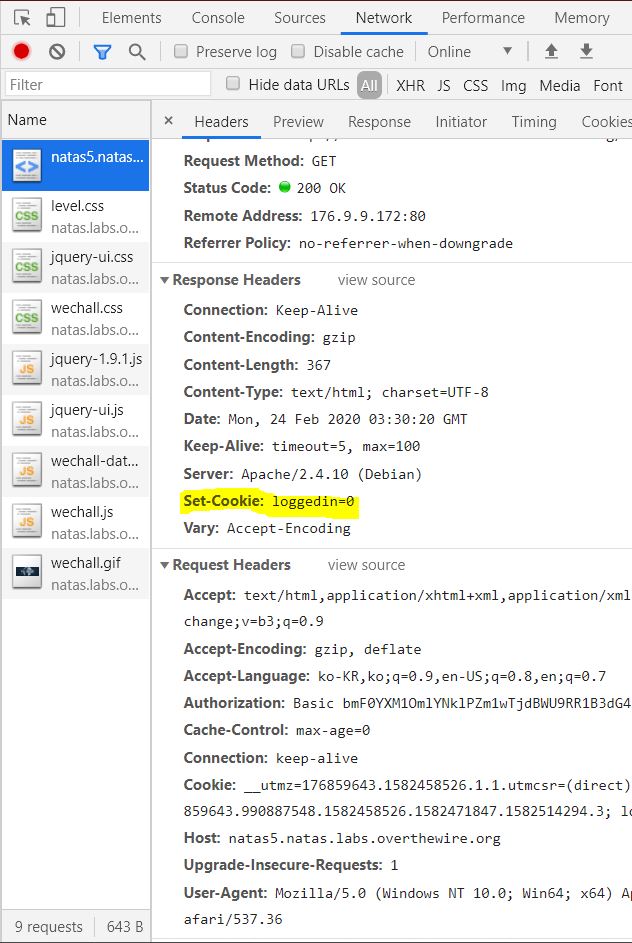 Elements Console Sources Network Performance Memory
Preserve log Disable cache Online
Filter Hide data URLs All XHR JS CSS Img Media Font
Name
× Headers Preview Response Initiator Timing Cookies
natas5.natas...
level.css
natas.labs.o...
jquery-ui.css
natas.labs.o...
wechall.css
natas.labs.o...
jquery-1.9.1.js
natas.labs.o...
jquery-ui.js
natas.labs.o...
wechall-dat...
natas.labs.o...
wechall.js
natas.labs.o...
wechall.gif
natas.labs.o...
9 requests 643 B
Request Method: GET
Status Code: 200 OK
Remote Address: 176.9.9.172:80
Referrer Policy: no-referrer-when-downgrade
Response Headers view source
Connection: Keep-Alive
Content-Encoding: gzip
Content-Length: 367
Content-Type: text/html; charset=UTF-8
Date: Mon, 24 Feb 2020 03:30:20 GMT
Keep-Alive: timeout=5, max=100
Server: Apache/2.4.10 (Debian)
Set-Cookie: loggedin=0
Vary: Accept-Encoding
Request Headers view source
Accept: text/html,application/xhtml+xml,application/xml
change;v=b3;q=0.9
Accept-Encoding: gzip, deflate
Accept-Language: ko-KR,ko;q=0.9,en-US;q=0.8,en;q=0.7
Authorization: Basic bmF0YXM1OmlYNklPZm1wTjdBWU9RR1B3dG4
Cache-Control: max-age=0
Connection: keep-alive
Cookie: __utmz=176859643.1582458526.1.1.utmcsr=(direct)
859643.990887548.1582458526.1582471847.1582514294.3; lo
Host: natas5.natas.labs.overthewire.org
Upgrade-Insecure-Requests: 1
User-Agent: Mozilla/5.0 (Windows NT 10.0; Win64; x64) Ap
afari/537.36